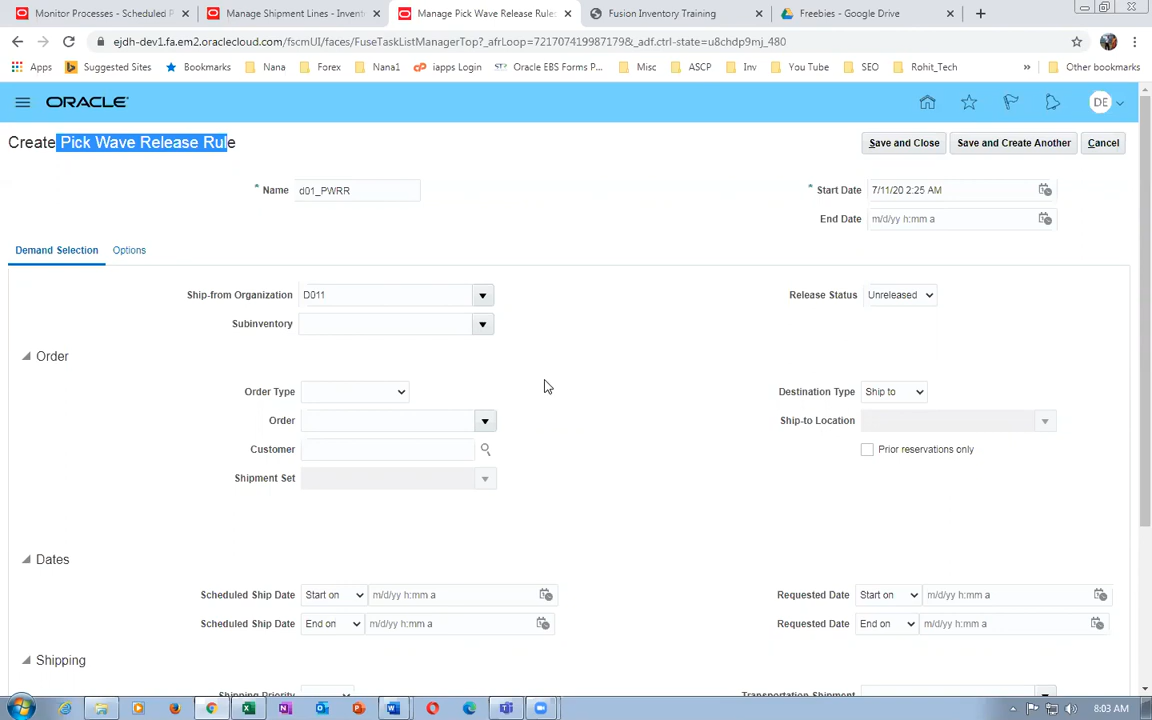 Monitor Processes - Scheduled P
Manage Shipment Lines - Invent
Manage Pick Wave Release Rules
Fusion Inventory Training
Freebies - Google Drive
ejdh-dev1.fa.em2.oraclecloud.com/fscmUI/faces/FuseTaskListManagerTop?_afrLoop=7217074199871798&_adf.ctrl-state=u8chdp9mj_480
Apps
Suggested Sites
Bookmarks
Nana
Forex
Nana1
iapps Login
Oracle EBS Forms P...
Misc
ASCP
Inv
You Tube
SEO
Rohit_Tech
»
Other bookmarks
ORACLE
DE
Create Pick Wave Release Rule
Save and Close
Save and Create Another
Cancel
* Name d01_PWRR
* Start Date 7/11/20 2:25 AM
End Date m/d/yy h:mm a
Demand Selection
Options
Ship-from Organization D011
Release Status Unreleased
Subinventory
Order
Order Type
Destination Type Ship to
Order
Ship-to Location
Customer
Prior reservations only
Shipment Set
Dates
Scheduled Ship Date Start on m/d/yy h:mm a
Requested Date Start on m/d/yy h:mm a
Scheduled Ship Date End on m/d/yy h:mm a
Requested Date End on m/d/yy h:mm a
Shipping
Shipping Priority
Transportation Shipment
8:03 AM